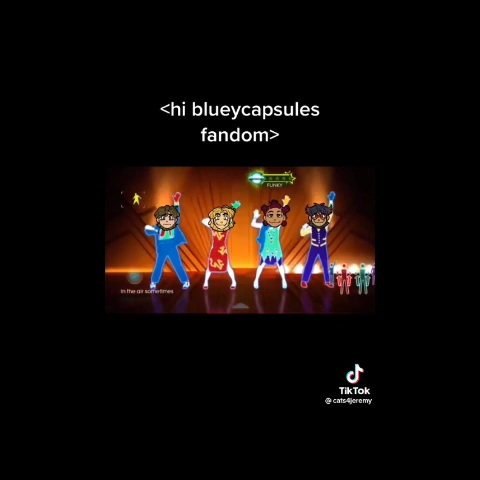 <hi blueycapsules
fandom>
FUNKY
in the air sometimes
TikTok
@ cats4jeremy